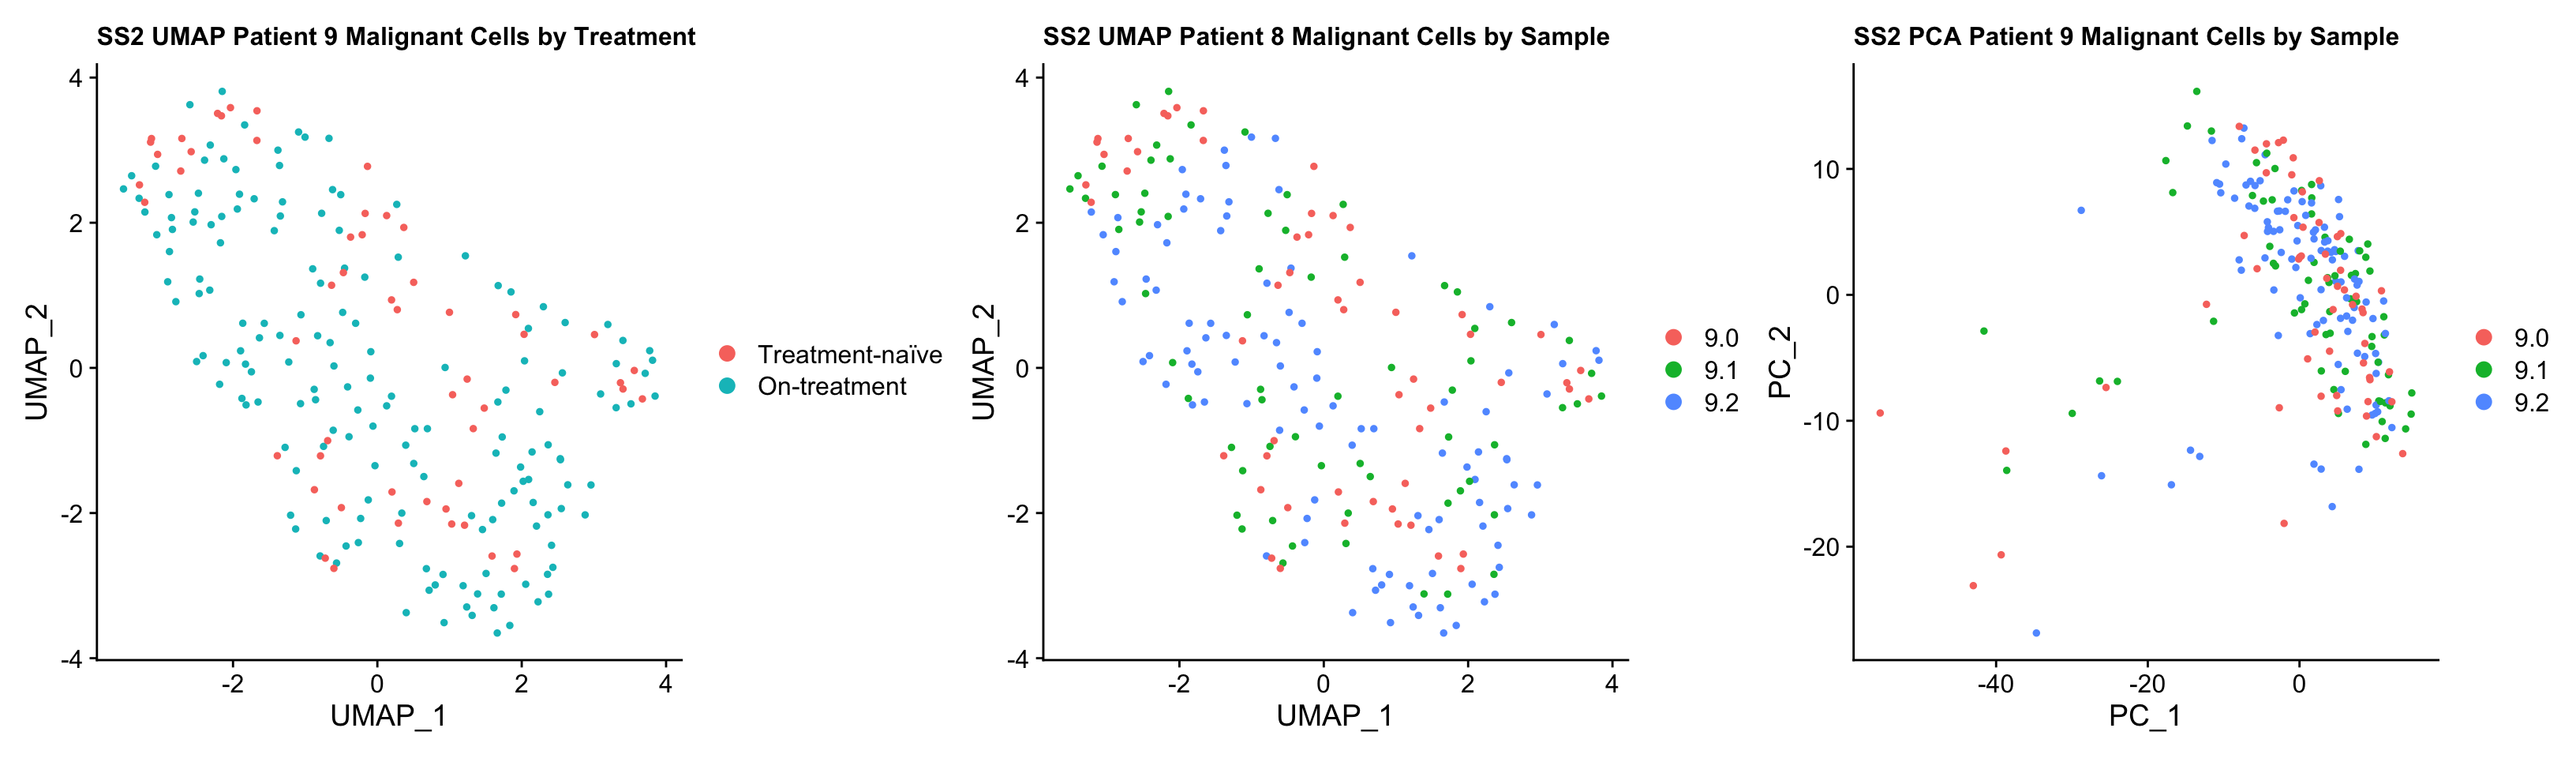 SS2 UMAP Patient 9 Malignant Cells by Treatment
4
2
0
-2
-4
UMAP_2
-2
0
2
4
UMAP_1
Treatment-naïve
On-treatment
SS2 UMAP Patient 8 Malignant Cells by Sample
4
2
0
-2
-4
UMAP_2
-2
0
2
4
UMAP_1
9.0
9.1
9.2
SS2 PCA Patient 9 Malignant Cells by Sample
10
0
-10
-20
PC_2
-40
-20
0
PC_1
9.0
9.1
9.2